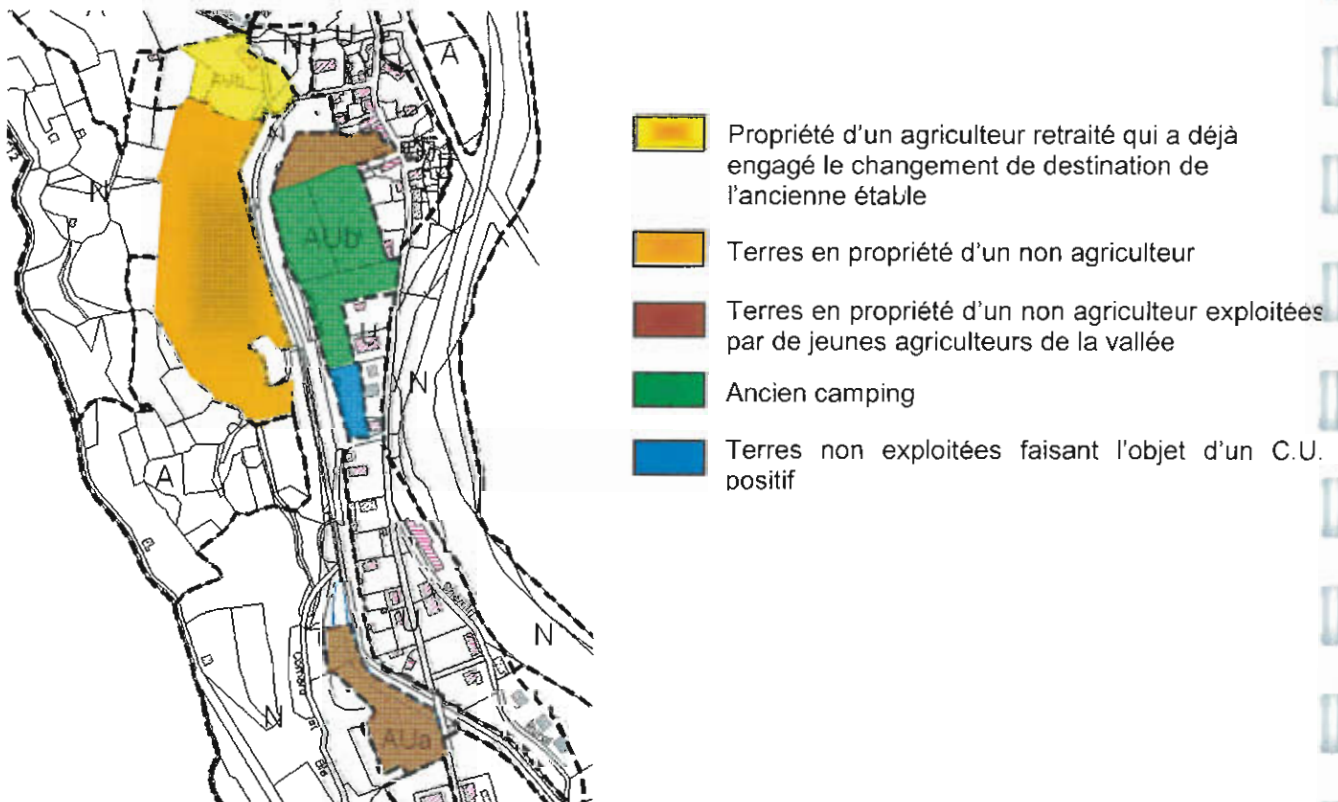 A
N
U
A
AUb
N
AUb
U
N
A
N
N
AUa
Propriété d'un agriculteur retraité qui a déjà
engagé le changement de destination de
l'ancienne étable
Terres en propriété d'un non agriculteur
Terres en propriété d'un non agriculteur exploitées
par de jeunes agriculteurs de la vallée
Ancien camping
Terres non exploitées faisant l'objet d'un C.U.
positif